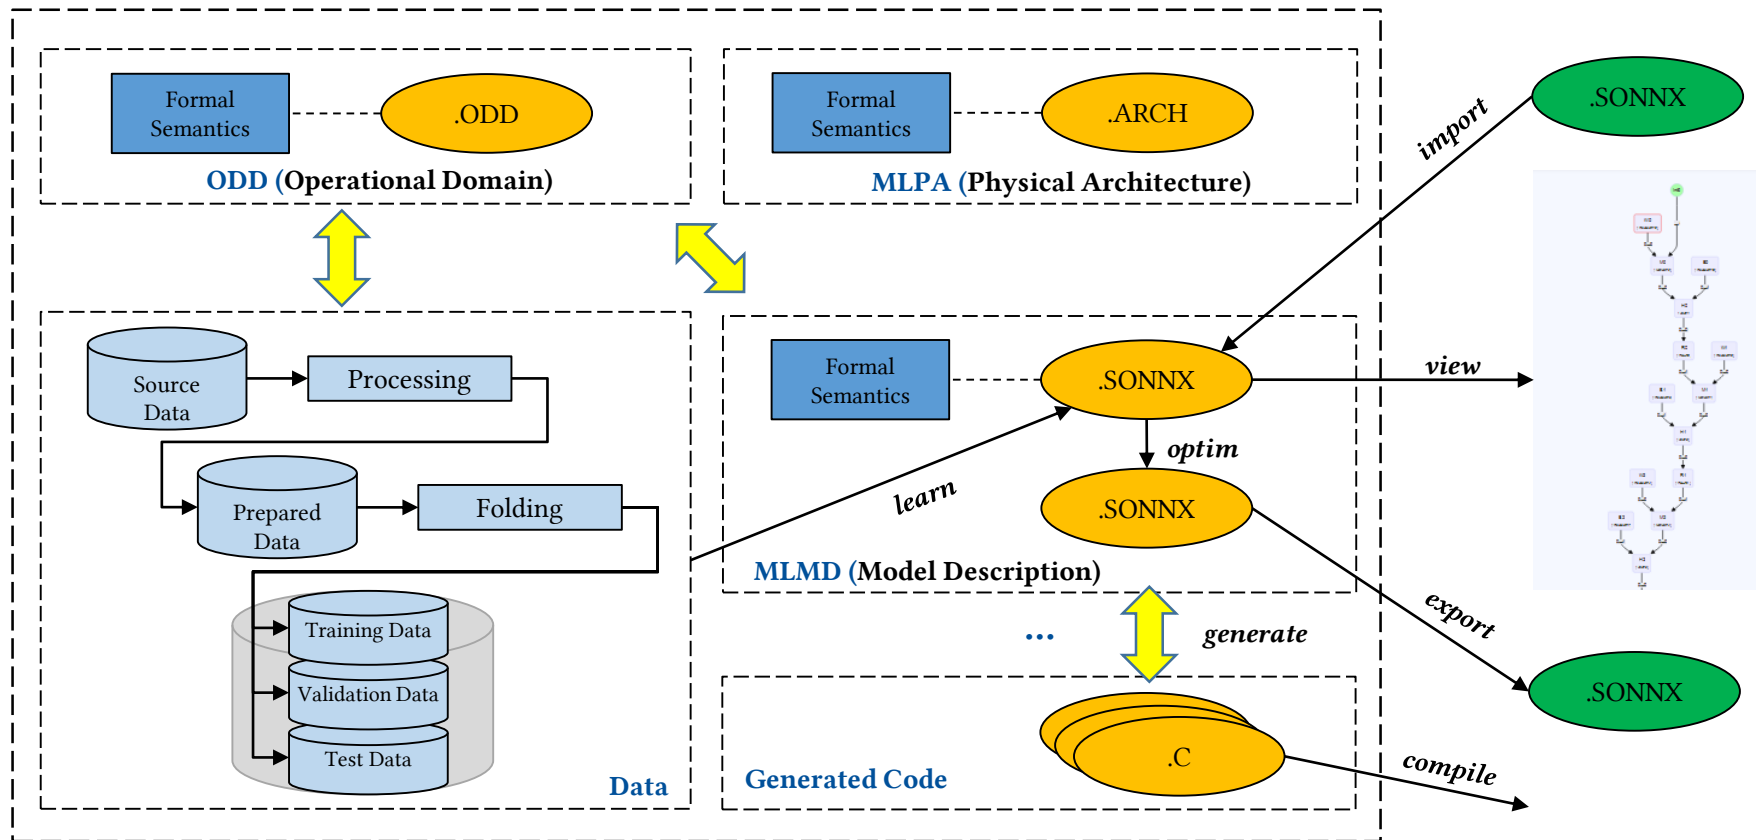 Formal
Semantics
.ODD
ODD (Operational Domain)
Formal
Semantics
.ARCH
MLPA (Physical Architecture)
.SONNX
import
Source
Data
Processing
Prepared
Data
Folding
Training Data
Validation Data
Test Data
Data
learn
Formal
Semantics
.SONNX
view
optim
.SONNX
MLMD (Model Description)
export
...
generate
.SONNX
Generated Code
.C
compile